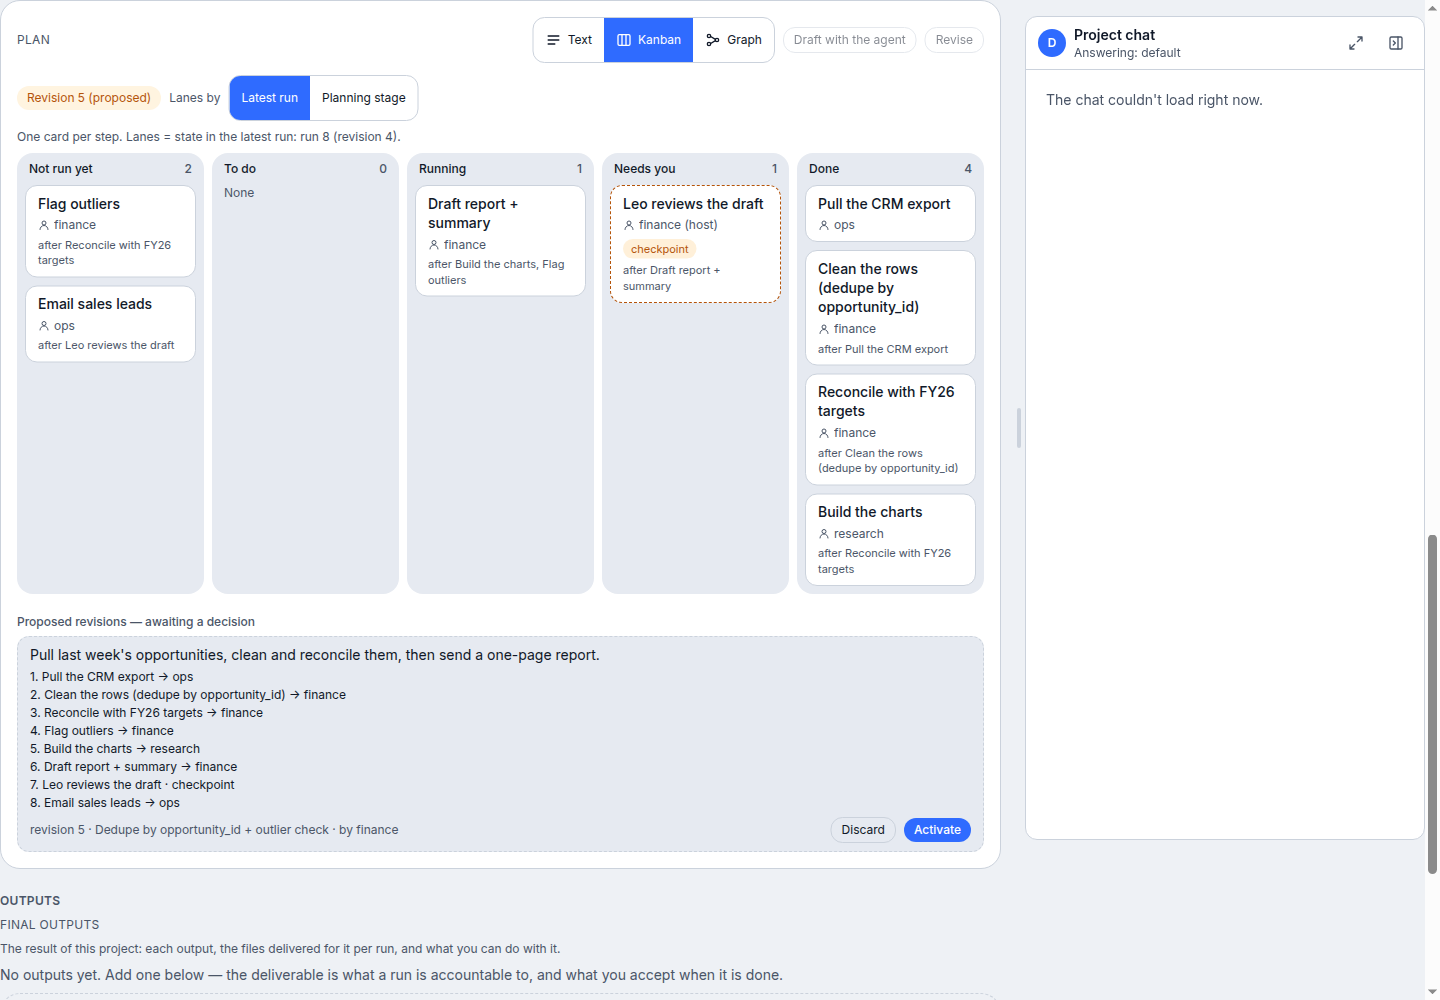 PLAN
Text
Kanban
Graph
Draft with the agent
Revise
Revision 5 (proposed)
Lanes by
Latest run
Planning stage
One card per step. Lanes = state in the latest run: run 8 (revision 4).
Not run yet
2
Flag outliers
finance
after Reconcile with FY26
targets
Email sales leads
ops
after Leo reviews the draft
To do
0
None
Running
1
Draft report +
summary
finance
after Build the charts, Flag
outliers
Needs you
1
Leo reviews the draft
finance (host)
checkpoint
after Draft report +
summary
Done
4
Pull the CRM export
ops
Clean the rows
(dedupe by
opportunity_id)
finance
after Pull the CRM export
Reconcile with FY26
targets
finance
after Clean the rows
(dedupe by opportunity_id)
Build the charts
research
after Reconcile with FY26
targets
Proposed revisions — awaiting a decision
Pull last week's opportunities, clean and reconcile them, then send a one-page report.
1. Pull the CRM export → ops
2. Clean the rows (dedupe by opportunity_id) → finance
3. Reconcile with FY26 targets → finance
4. Flag outliers → finance
5. Build the charts → research
6. Draft report + summary → finance
7. Leo reviews the draft · checkpoint
8. Email sales leads → ops
revision 5 · Dedupe by opportunity_id + outlier check · by finance
Discard
Activate
OUTPUTS
FINAL OUTPUTS
The result of this project: each output, the files delivered for it per run, and what you can do with it.
No outputs yet. Add one below — the deliverable is what a run is accountable to, and what you accept when it is done.
D
Project chat
Answering: default
The chat couldn't load right now.